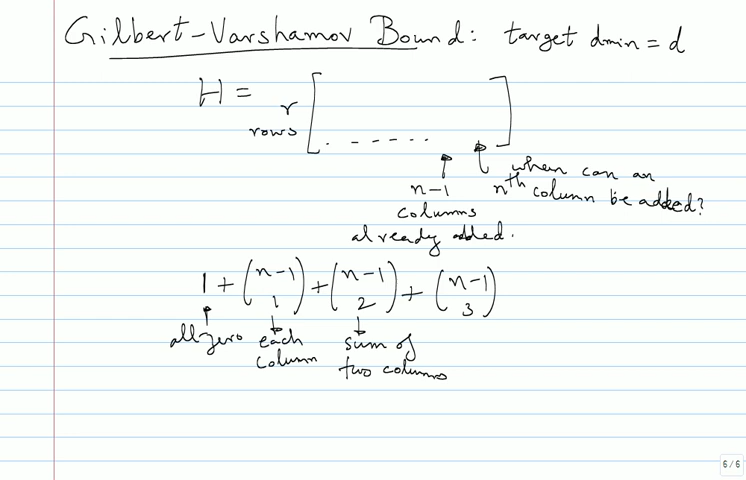 Gilbert-Varshamov Bound: target dmin = d
H = r rows [ . - - - - - . . ]
n-1 columns already added.
when can an nth column be added?
1 + (n-1 1) + (n-1 2) + (n-1 3)
all zero each column sum of two columns
6 / 6